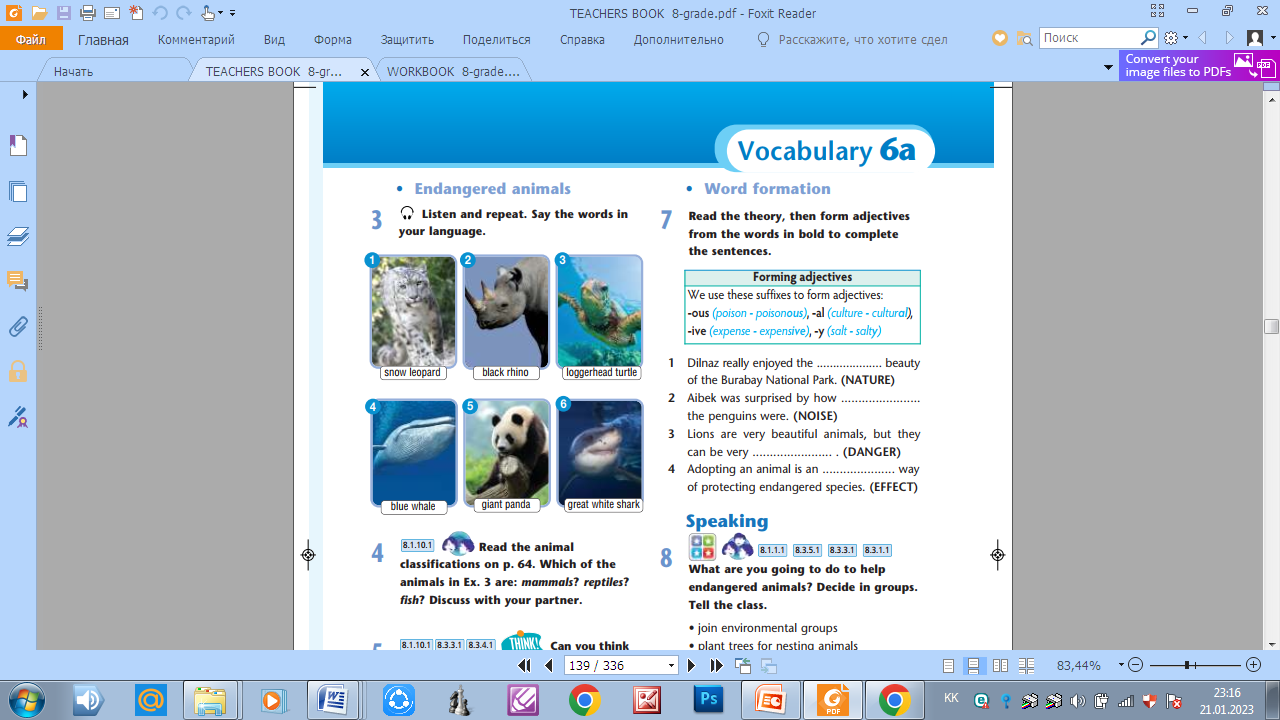 TEACHERS BOOK  8-grade.pdf - Foxit Reader
Файл
Главная
Комментарий
Вид
Форма
Защитить
Поделиться
Справка
Дополнительно
Расскажите, что хотите сдел
Поиск
Начать
TEACHERS BOOK  8-gr...
WORKBOOK  8-grade....
Convert your
image files to PDFs
Vocabulary 6a
• Endangered animals
3 Listen and repeat. Say the words in
your language.
1
2
3
snow leopard
black rhino
loggerhead turtle
4
5
6
blue whale
giant panda
great white shark
4 8.1.10.1 Read the animal
classifications on p. 64. Which of the
animals in Ex. 3 are: mammals? reptiles?
fish? Discuss with your partner.
5 8.1.10.1 8.3.3.1 8.3.4.1 THINK! Can you think
• Word formation
7 Read the theory, then form adjectives
from the words in bold to complete
the sentences.
Forming adjectives
We use these suffixes to form adjectives:
-ous (poison - poisonous), -al (culture - cultural),
-ive (expense - expensive), -y (salt - salty)
1 Dilnaz really enjoyed the .................... beauty
of the Burabay National Park. (NATURE)
2 Aibek was surprised by how .......................
the penguins were. (NOISE)
3 Lions are very beautiful animals, but they
can be very ....................... . (DANGER)
4 Adopting an animal is an ..................... way
of protecting endangered species. (EFFECT)
Speaking
8 8.1.1.1 8.3.5.1 8.3.3.1 8.3.1.1
What are you going to do to help
endangered animals? Decide in groups.
Tell the class.
• join environmental groups
• plant trees for nesting animals
139 / 336
83,44%
KK
23:16
21.01.2023